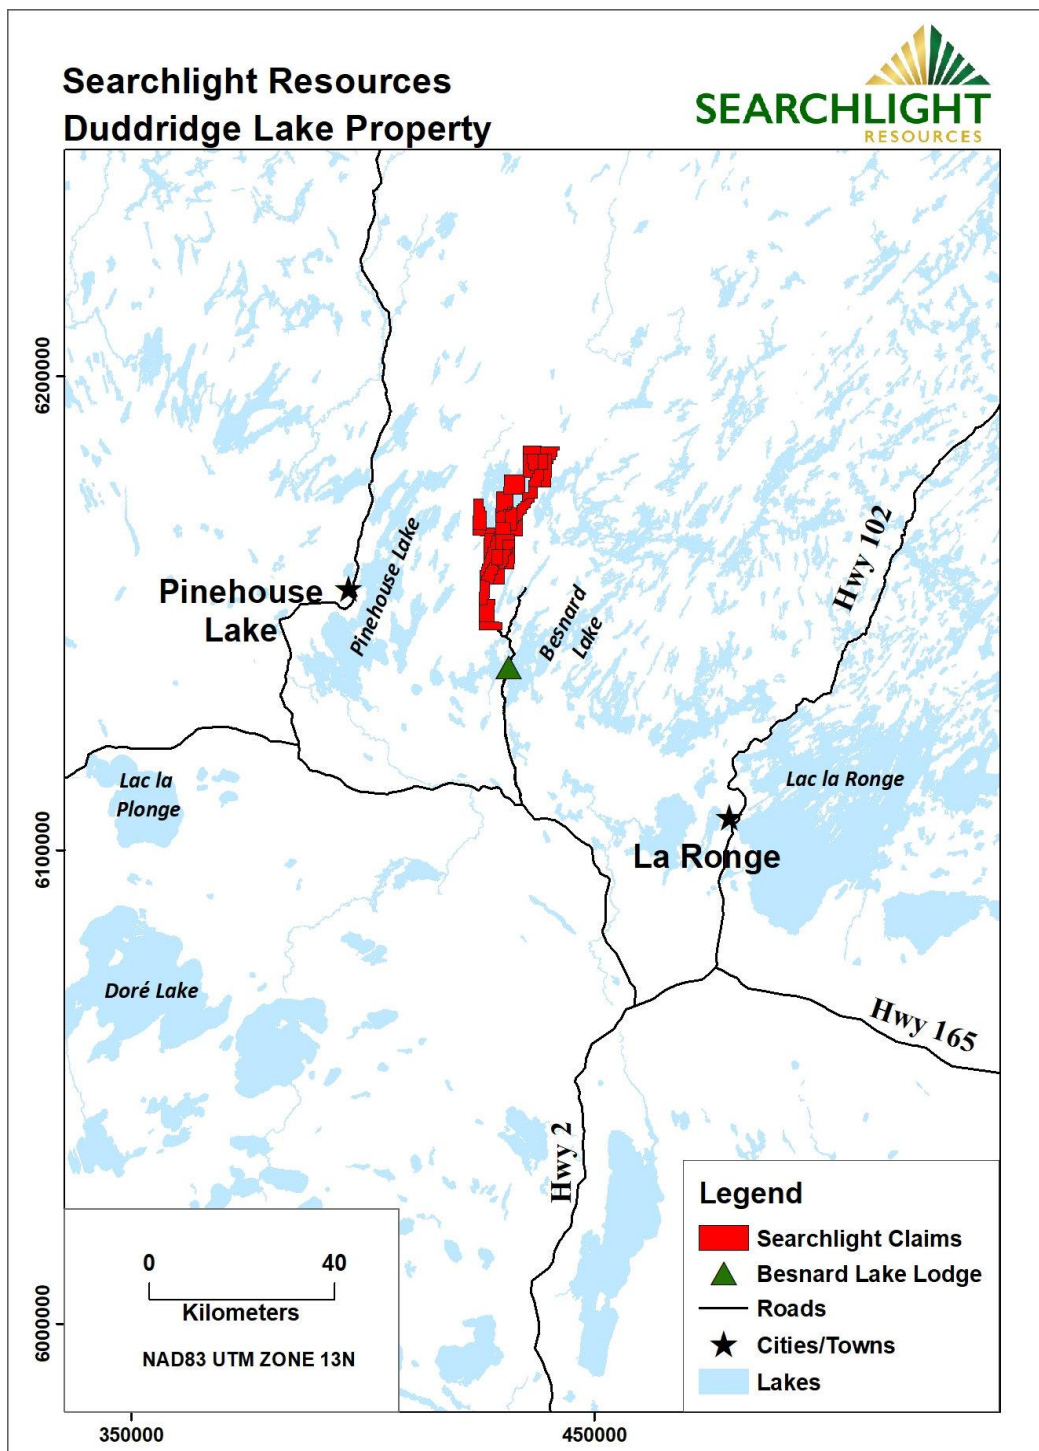 Searchlight Resources
Duddridge Lake Property
SEARCHLIGHT
RESOURCES
6200000
Pinehouse Lake
Pinehouse
Lake
Besnard
Lake
Hwy 102
Lac la
Plonge
Lac la Ronge
6100000
La Ronge
Doré Lake
Hwy 165
Hwy 2
Legend
Searchlight Claims
Besnard Lake Lodge
Roads
Cities/Towns
Lakes
0 40
Kilometers
NAD83 UTM ZONE 13N
6000000
350000 450000